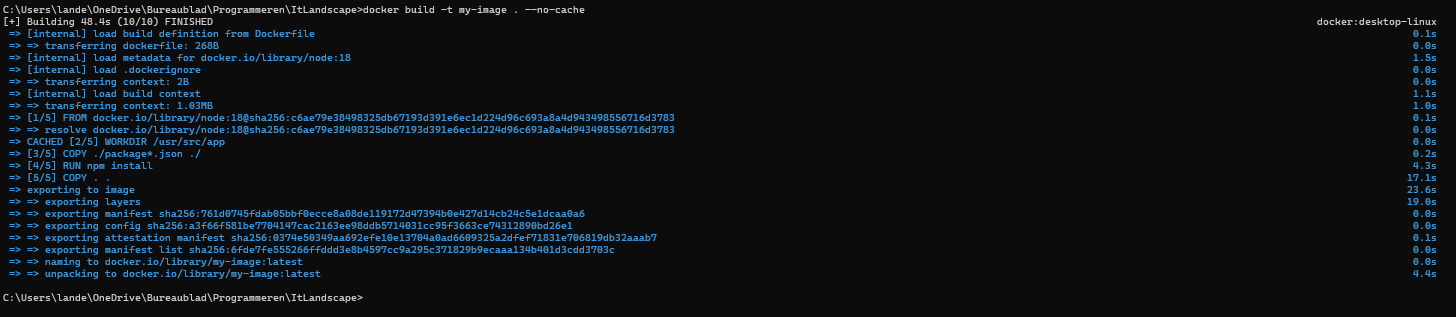 C:\Users\lande\OneDrive\Bureaublad\Programmeren\ItLandscape>docker build -t my-image . --no-cache
[+] Building 48.4s (10/10) FINISHED docker:desktop-linux
=> [internal] load build definition from Dockerfile 0.1s
=> => transferring dockerfile: 268B 0.0s
=> [internal] load metadata for docker.io/library/node:18 1.5s
=> [internal] load .dockerignore 0.0s
=> => transferring context: 2B 0.0s
=> [internal] load build context 1.1s
=> => transferring context: 1.03MB 1.0s
=> [1/5] FROM docker.io/library/node:18@sha256:c6ae79e38498325db67193d391e6ec1d224d96c693a8a4d943498556716d3783 0.1s
=> => resolve docker.io/library/node:18@sha256:c6ae79e38498325db67193d391e6ec1d224d96c693a8a4d943498556716d3783 0.0s
=> CACHED [2/5] WORKDIR /usr/src/app 0.0s
=> [3/5] COPY ./package*.json ./ 0.2s
=> [4/5] RUN npm install 4.3s
=> [5/5] COPY . . 17.1s
=> exporting to image 23.6s
=> => exporting layers 19.0s
=> => exporting manifest sha256:761d0745fdab05bbf0ecce8a08de119172d47394b0e427d14cb24c5e1dcaa0a6 0.0s
=> => exporting config sha256:a3f66f581be7704147cac2163ee98ddb5714031cc95f3663ce74312890bd26e1 0.0s
=> => exporting attestation manifest sha256:0374e50349aa692efe10e13704a0ad6609325a2dfef71831e706819db32aaab7 0.1s
=> => exporting manifest list sha256:6fde7fe555266ffddd3e8b4597cc9a295c371829b9ecaaa134b401d3cdd3703c 0.0s
=> => naming to docker.io/library/my-image:latest 0.0s
=> => unpacking to docker.io/library/my-image:latest 4.4s
C:\Users\lande\OneDrive\Bureaublad\Programmeren\ItLandscape>